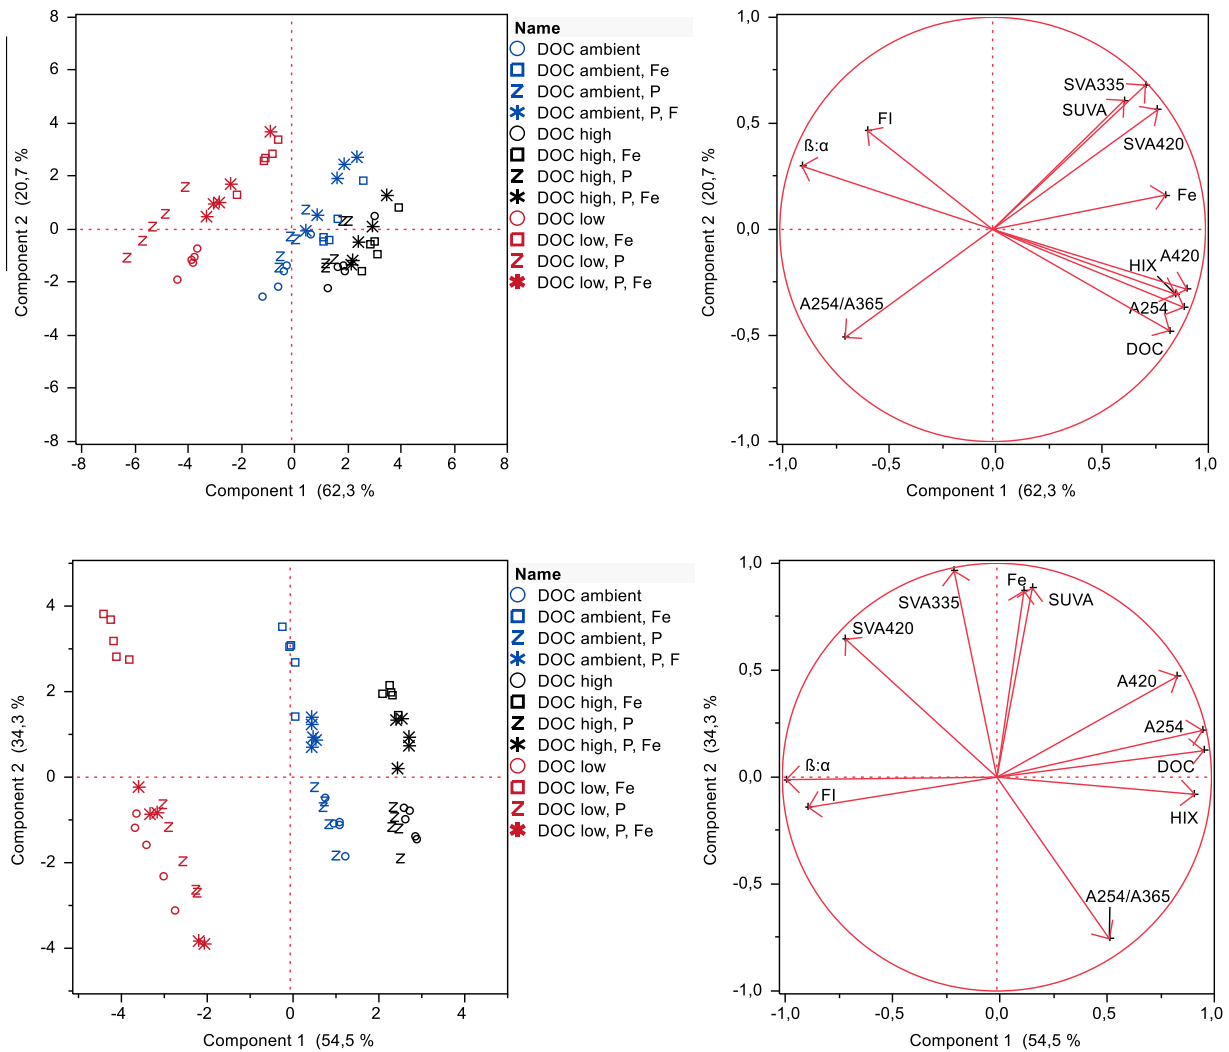 8
6
4
2
0
-2
-4
-6
-8
Component 2 (20,7 %
-8
-6
-4
-2
0
2
4
6
8
Component 1 (62,3 %
Name
DOC ambient
DOC ambient, Fe
DOC ambient, P
DOC ambient, P, F
DOC high
DOC high, Fe
DOC high, P
DOC high, P, Fe
DOC low
DOC low, Fe
DOC low, P
DOC low, P, Fe
1,0
0,5
0,0
-0,5
-1,0
Component 2 (20,7 %
SVA335
SUVA
FI
SVA420
ß:α
Fe
A420
HIX
A254/A365
A254
DOC
-1,0
-0,5
0,0
0,5
1,0
Component 1 (62,3 %
4
2
0
-2
-4
Component 2 (34,3 %
-4
-2
0
2
4
Component 1 (54,5 %
Name
DOC ambient
DOC ambient, Fe
DOC ambient, P
DOC ambient, P, F
DOC high
DOC high, Fe
DOC high, P
DOC high, P, Fe
DOC low
DOC low, Fe
DOC low, P
DOC low, P, Fe
1,0
0,5
0,0
-0,5
-1,0
Component 2 (34,3 %
Fe
SVA335
SUVA
SVA420
A420
A254
ß:α
DOC
FI
HIX
A254/A365
-1,0
-0,5
0,0
0,5
1,0
Component 1 (54,5 %